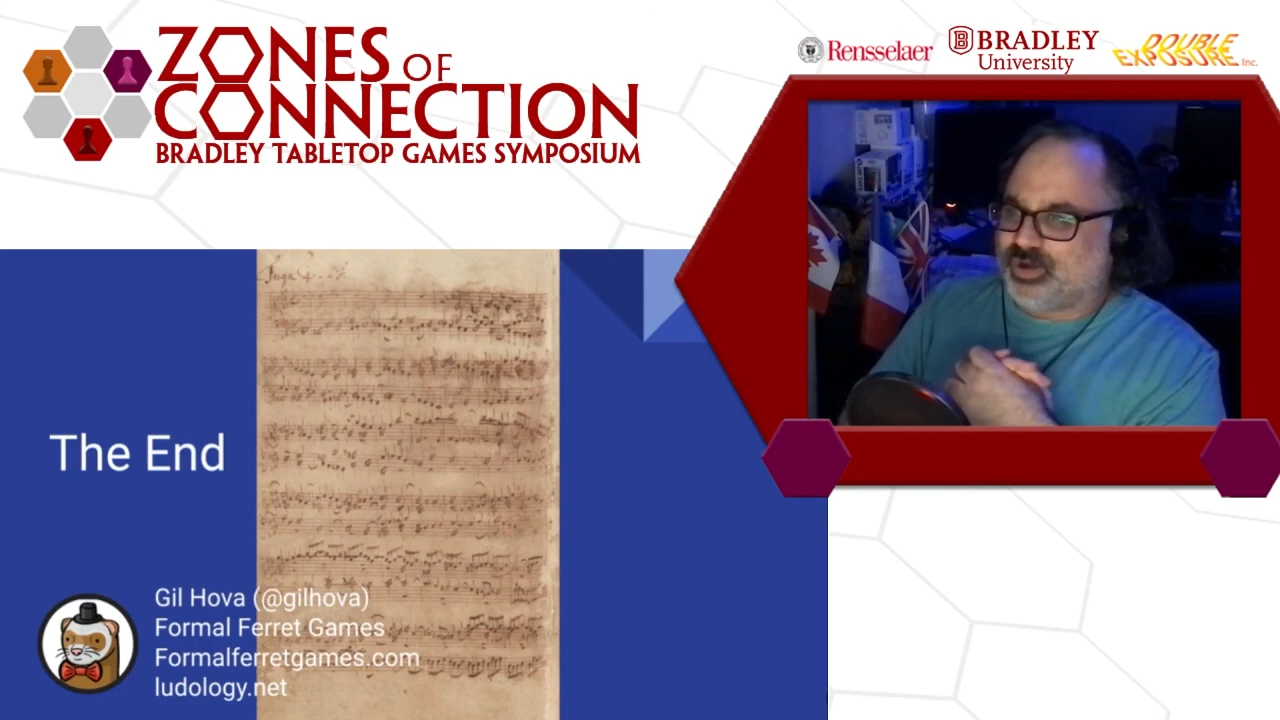 ZONES OF
CONNECTION
BRADLEY TABLETOP GAMES SYMPOSIUM
Rensselaer
BRADLEY
University
DOUBLE
EXPOSURE Inc.
The End
Gil Hova (@gilhova)
Formal Ferret Games
Formalferretgames.com
ludology.net